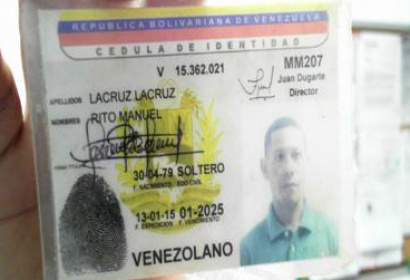 REPUBLICA BOLIVARIANA DE VENEZUELA
CEDULA DE IDENTIDAD
V 15.362.021
MM207
Juan Dugarte
Director
APELLIDOS LACRUZ LACRUZ
NOMBRES RITO MANUEL
30-04-79 SOLTERO
F. NACIMIENTO EDO CIVIL
13-01-15 01-2025
F. EXPEDICION F. VENCIMIENTO
VENEZOLANO